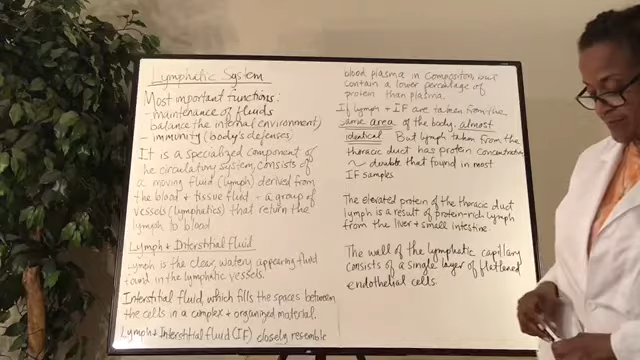 Lymphatic System
Most important functions:
-maintenance of fluids
balance the internal environment)
-immunity (body's defenses)
It is a specialized component of
he circulatory system, consists of
a moving fluid (lymph) derived from
the blood + tissue fluid + a group of
vessels (lymphatics) that return the
lymph to blood
Lymph + Interstitial fluid
Lymph is the clear, watery appearing fluid
found in the lymphatic vessels.
Interstitial fluid, which fills the spaces between
the cells in a complex + organized material.
Lymph + Interstitial fluid (IF) closely resemble
blood plasma in composition, but
contain a lower percentage of
protein than plasma
If lymph + IF are taken from the
same area of the body, almost
identical But lymph taken from the
thoracic duct has protein concentration
~ double that found in most
IF samples
The elevated protein of the thoracic duct
lymph is a result of protein-rich lymph
from the liver + small intestine.
The wall of the lymphatic capillary
consists of a single layer of flattened
endothelial cells